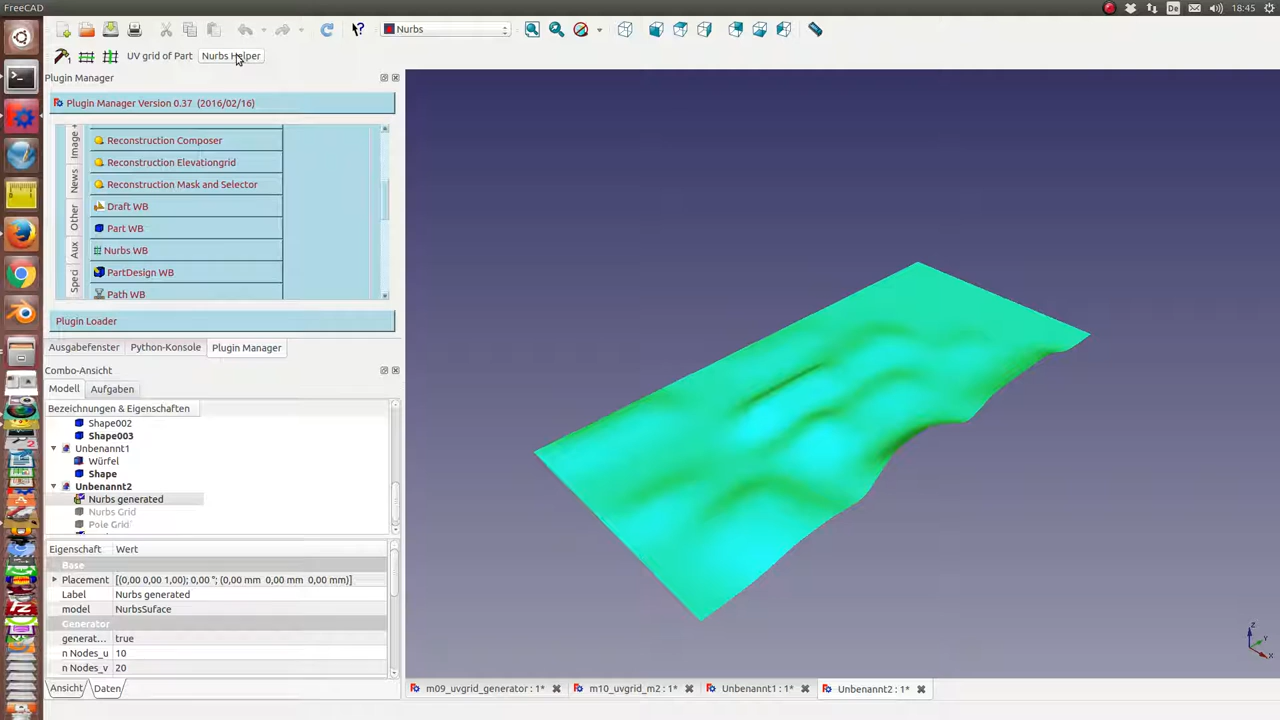 FreeCAD
De
18:45
Nurbs
UV grid of Part
Nurbs Helper
Plugin Manager
Plugin Manager Version 0.37 (2016/02/16)
Image +
News
Other
Aux
Sped
Reconstruction Composer
Reconstruction Elevationgrid
Reconstruction Mask and Selector
Draft WB
Part WB
Nurbs WB
PartDesign WB
Path WB
Plugin Loader
Ausgabefenster
Python-Konsole
Plugin Manager
Combo-Ansicht
Modell
Aufgaben
Bezeichnungen & Eigenschaften
Shape002
Shape003
Unbenannt1
Würfel
Shape
Unbenannt2
Nurbs generated
Nurbs Grid
Pole Grid
Eigenschaft Wert
Base
Placement [(0,00 0,00 1,00); 0,00 °; (0,00 mm 0,00 mm 0,00 mm)]
Label Nurbs generated
model NurbsSuface
Generator
generat... true
n Nodes_u 10
n Nodes_v 20
Ansicht
Daten
m09_uvgrid_generator : 1*
m10_uvgrid_m2 : 1*
Unbenannt1 : 1*
Unbenannt2 : 1*
Z
Y
X